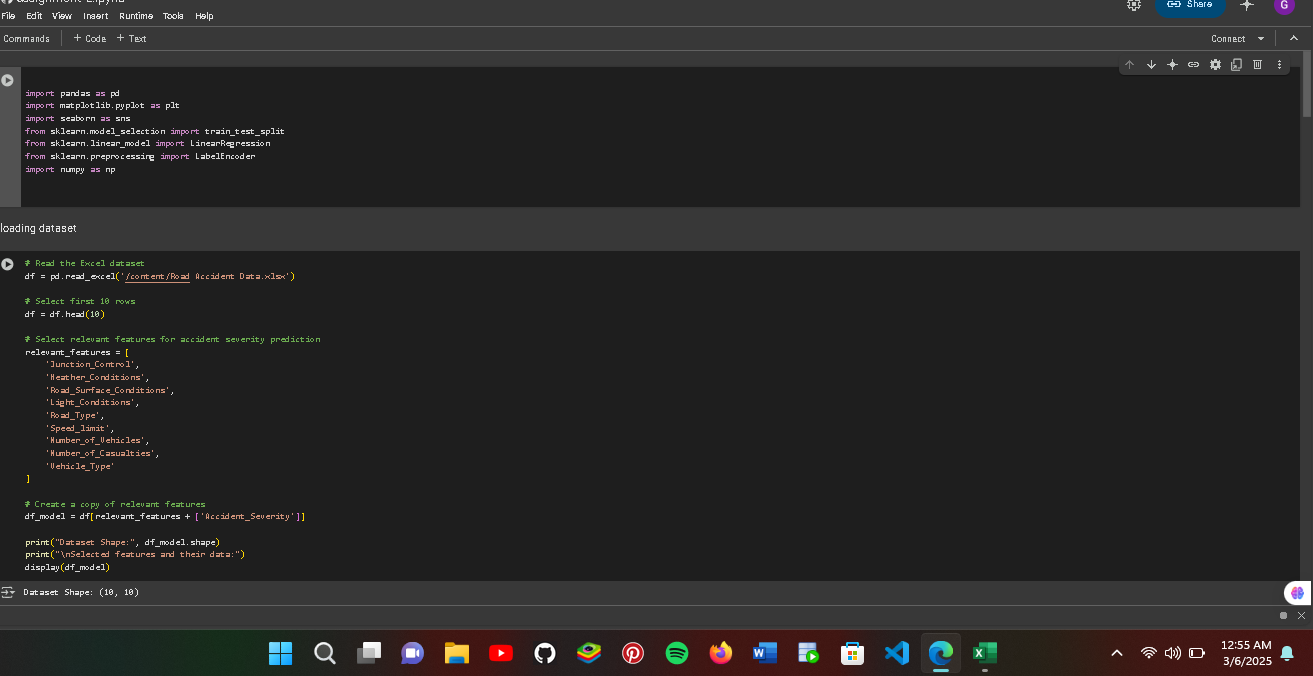 File Edit View Insert Runtime Tools Help
Share
G
Commands + Code + Text
Connect
import pandas as pd
import matplotlib.pyplot as plt
import seaborn as sns
from sklearn.model_selection import train_test_split
from sklearn.linear_model import LinearRegression
from sklearn.preprocessing import LabelEncoder
import numpy as np
loading dataset
# Read the Excel dataset
df = pd.read_excel('/content/Road Accident Data.xlsx')
# Select first 10 rows
df = df.head(10)
# Select relevant features for accident severity prediction
relevant_features = [
'Junction_Control',
'Weather_Conditions',
'Road_Surface_Conditions',
'Light_Conditions',
'Road_Type',
'Speed_limit',
'Number_of_Vehicles',
'Number_of_Casualties',
'Vehicle_Type'
]
# Create a copy of relevant features
df_model = df[relevant_features + ['Accident_Severity']]
print("Dataset Shape:", df_model.shape)
print("\nSelected features and their data:")
display(df_model)
Dataset Shape: (10, 10)
12:55 AM
3/6/2025